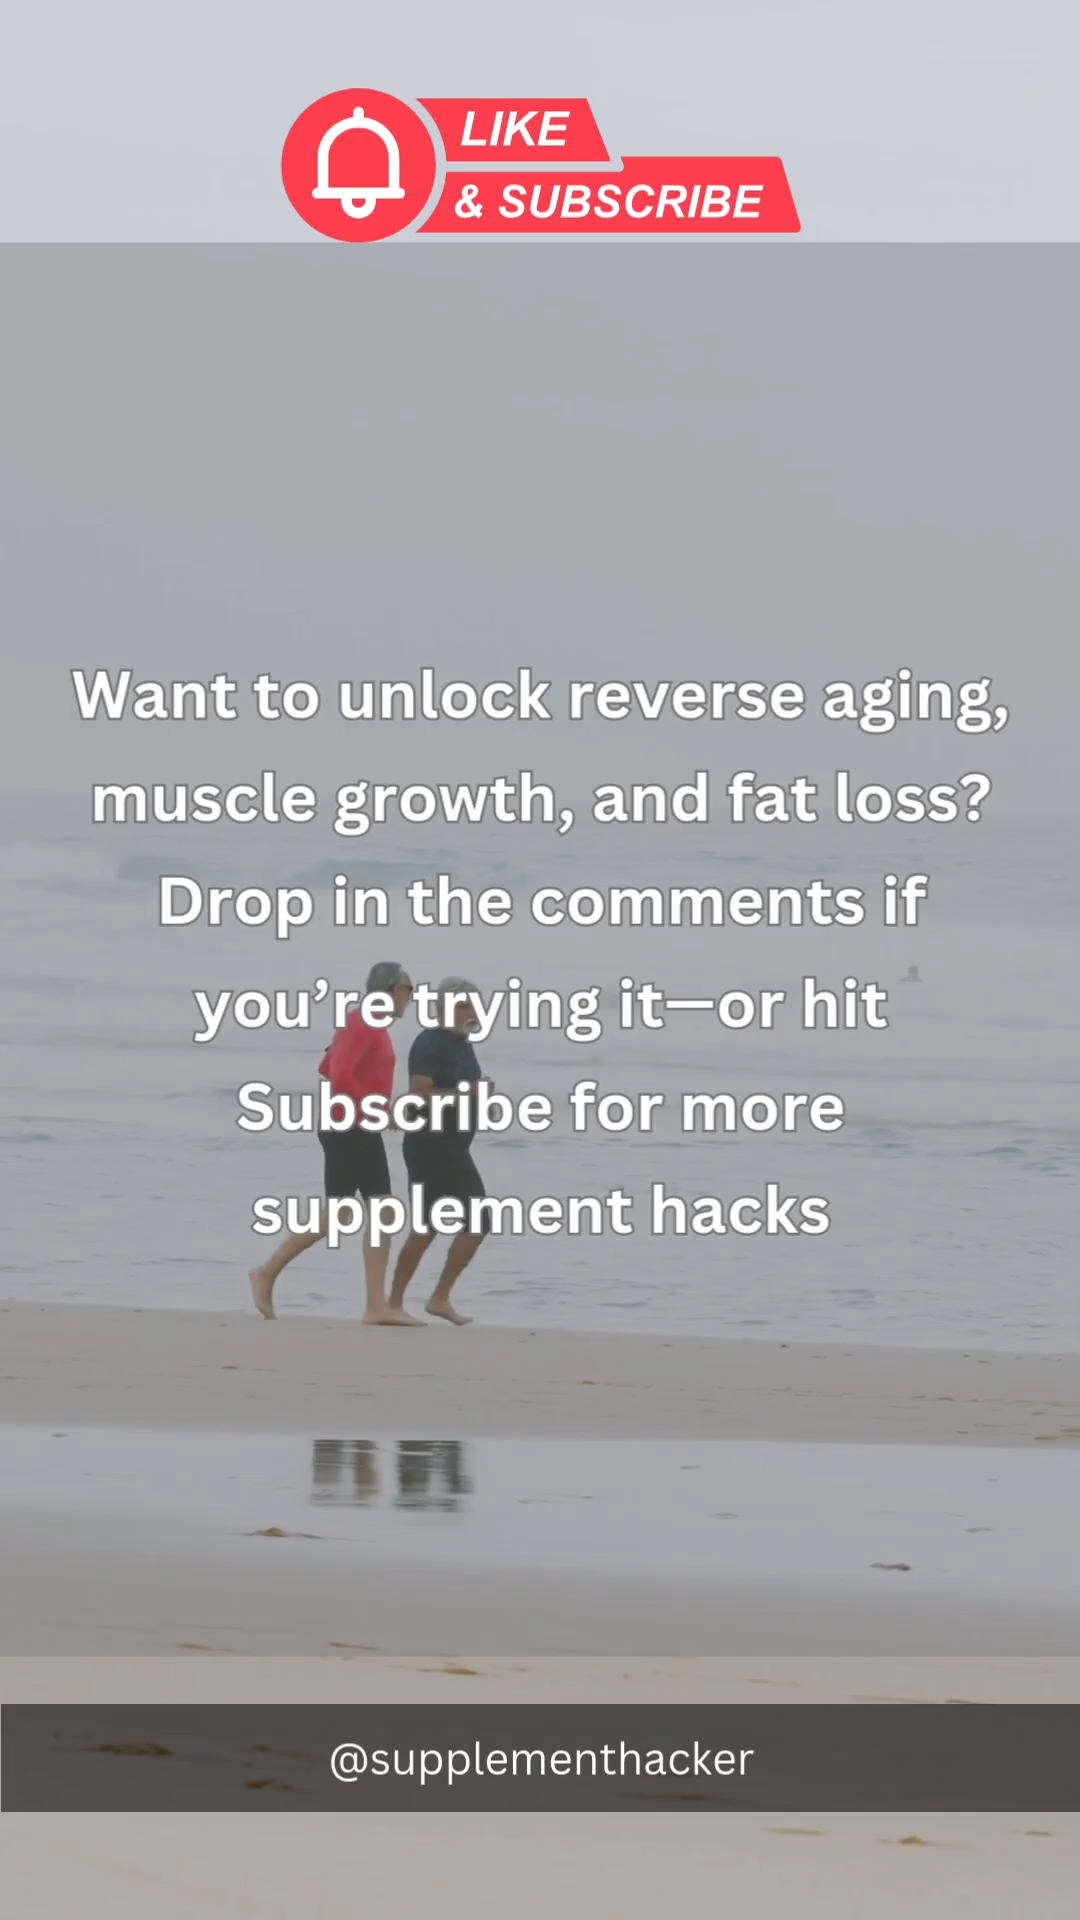 LIKE
& SUBSCRIBE
Want to unlock reverse aging,
muscle growth, and fat loss?
Drop in the comments if
you’re trying it—or hit
Subscribe for more
supplement hacks
@supplementhacker